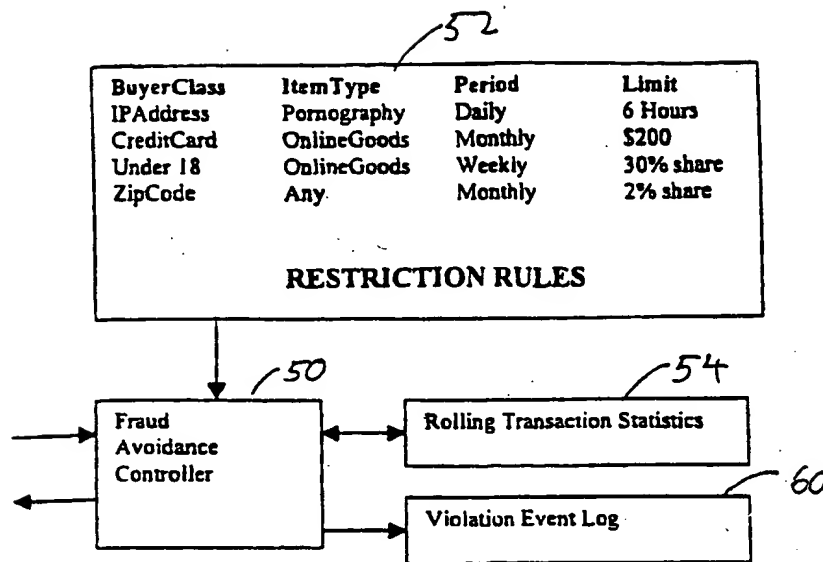 52
BuyerClass ItemType Period Limit
IPAddress Pornography Daily 6 Hours
CreditCard OnlineGoods Monthly $200
Under 18 OnlineGoods Weekly 30% share
ZipCode Any Monthly 2% share
RESTRICTION RULES
50
54
Fraud
Avoidance
Controller
Rolling Transaction Statistics
60
Violation Event Log